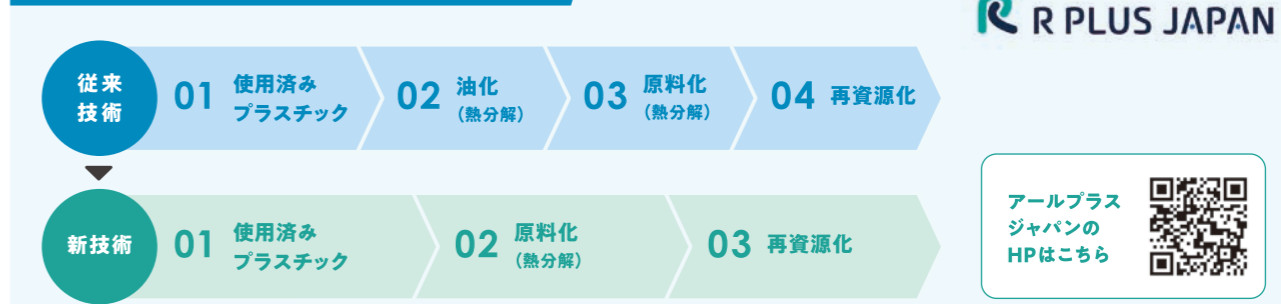 R PLUS JAPAN
従来
技術
01 使用済み
プラスチック
02 油化
(熱分解)
03 原料化
(熱分解)
04 再資源化
新技術
01 使用済み
プラスチック
02 原料化
(熱分解)
03 再資源化
アールプラス
ジャパンの
HPはこちら